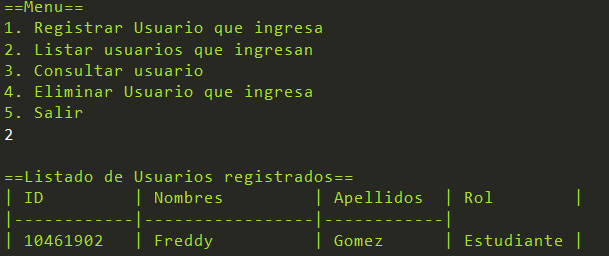 ==Menu==
1. Registrar Usuario que ingresa
2. Listar usuarios que ingresan
3. Consultar usuario
4. Eliminar Usuario que ingresa
5. Salir
2
==Listado de Usuarios registrados==
| ID         | Nombres         | Apellidos  | Rol        |
|------------|-----------------|------------|
| 10461902   | Freddy          | Gomez      | Estudiante |